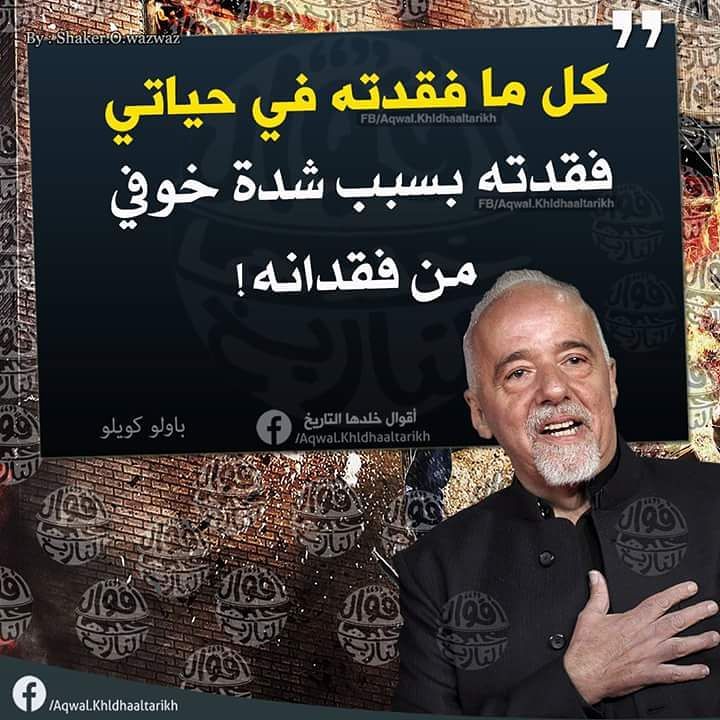 By : Shaker.O.wazwaz
"
كل ما فقدته في حياتي
FB/Aqwal.Khldhaaltarikh
فقدته بسبب شدة خوفي
FB/Aqwal.Khldhaaltarikh
من فقدانه!
باولو كويلو
أقوال خلدها التاريخ
/Aqwal.Khldhaaltarikh
/Aqwal.Khldhaaltarikh